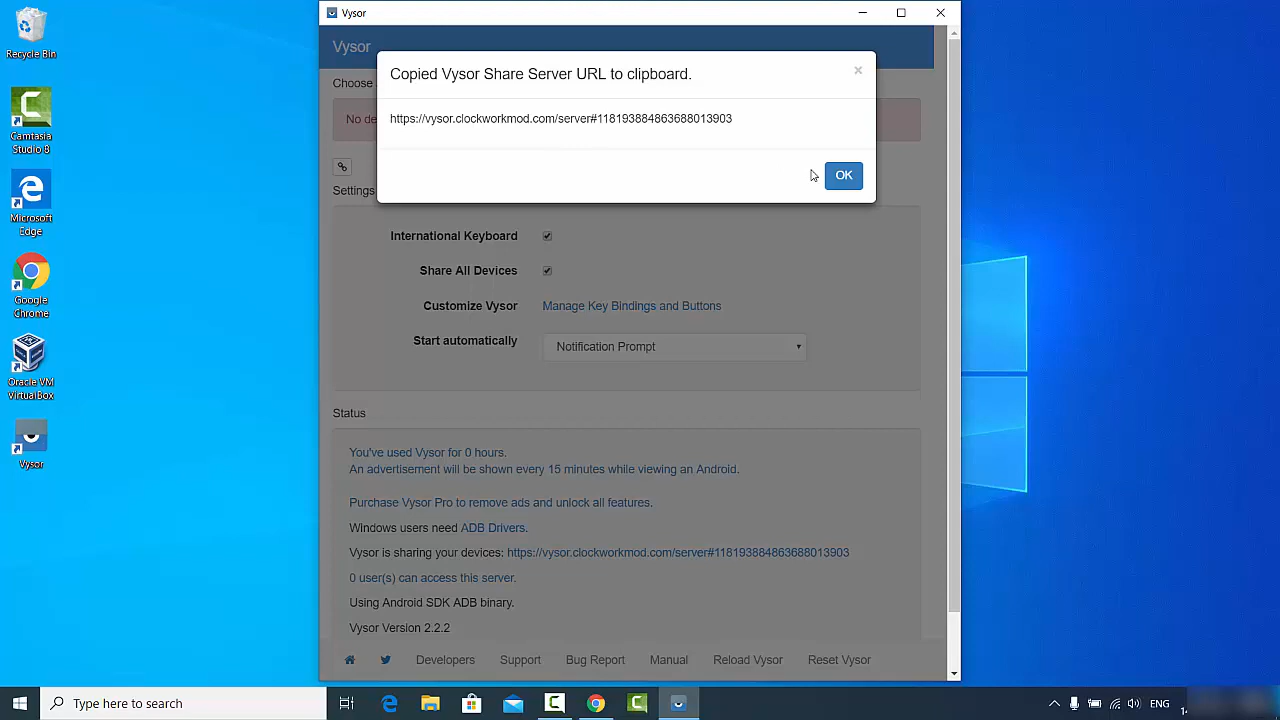 Recycle Bin
Camtasia
Studio 8
Microsoft
Edge
Google
Chrome
Oracle VM
VirtualBox
Vysor
Vysor
Vysor
Choose
No de
Copied Vysor Share Server URL to clipboard.
×
https://vysor.clockworkmod.com/server#118193884863688013903
OK
Settings
International Keyboard
Share All Devices
Customize Vysor Manage Key Bindings and Buttons
Start automatically Notification Prompt
Status
You've used Vysor for 0 hours.
An advertisement will be shown every 15 minutes while viewing an Android.
Purchase Vysor Pro to remove ads and unlock all features.
Windows users need ADB Drivers.
Vysor is sharing your devices: https://vysor.clockworkmod.com/server#118193884863688013903
0 user(s) can access this server.
Using Android SDK ADB binary.
Vysor Version 2.2.2
Developers Support Bug Report Manual Reload Vysor Reset Vysor
Type here to search
ENG